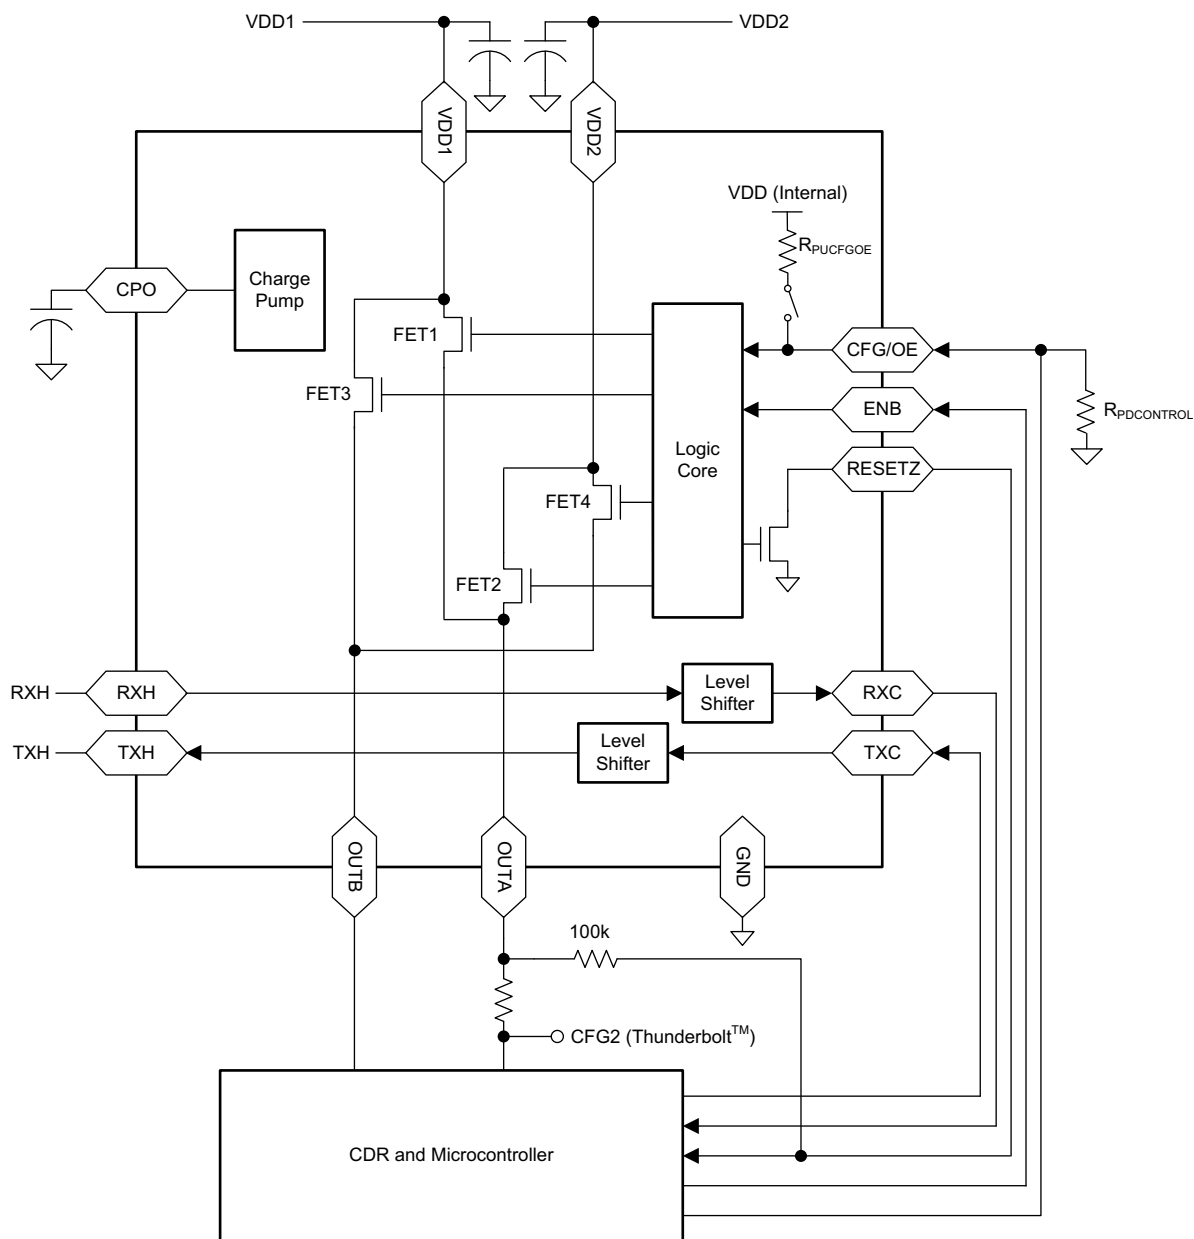 VDD1
VDD2
VDD1
VDD2
VDD (Internal)
RPUCFGOE
CPO
Charge
Pump
FET1
CFG/OE
FET3
ENB
RPDCONTROL
Logic
Core
RESETZ
FET4
FET2
RXH
RXH
Level
Shifter
RXC
TXH
TXH
Level
Shifter
TXC
OUTB
OUTA
GND
100k
CFG2 (Thunderbolt™)
CDR and Microcontroller